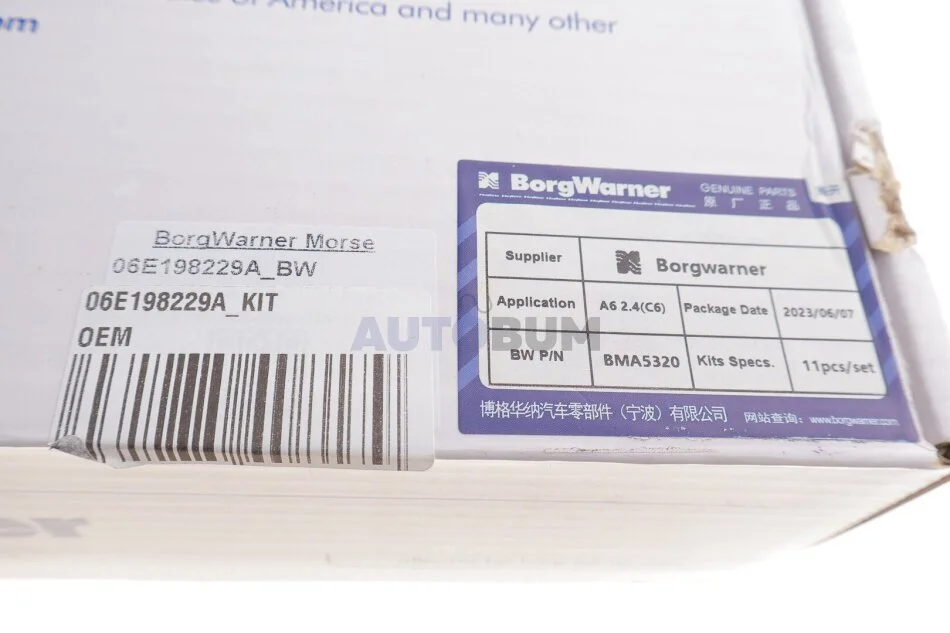 of America and many other
om
BorgWarner
GENUINE PARTS
原厂正品
Supplier
Borgwarner
Application
A6 2.4(C6)
Package Date
2023/06/07
BW P/N
BMA5320
Kits Specs.
11pcs/set
博格华纳汽车零部件（宁波）有限公司
网站查询：www.borgwarner.com
BorgWarner Morse
06E198229A_BW
06E198229A_KIT
OEM
AUTOBUM